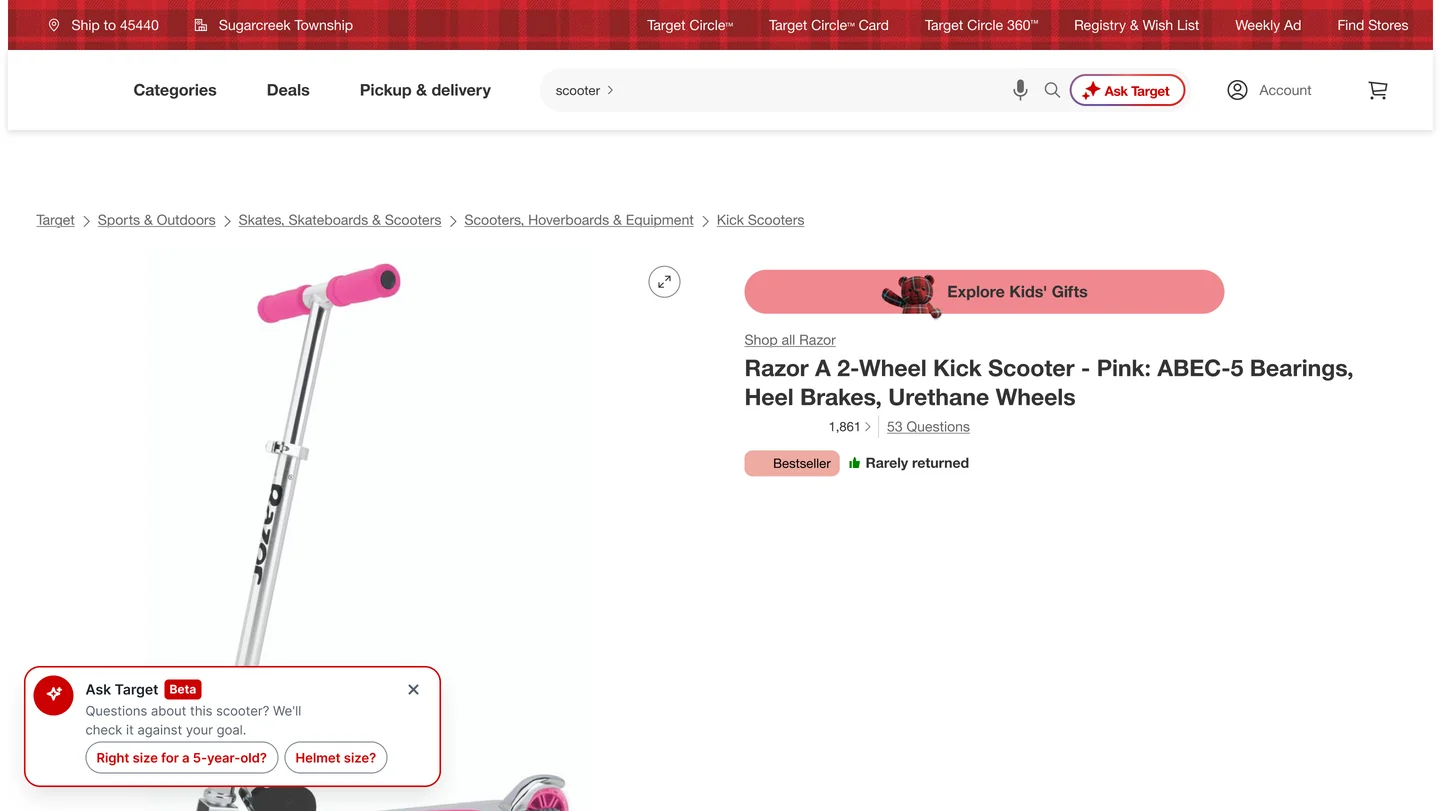 Ship to 45440
Sugarcreek Township
Target Circle™
Target Circle™ Card
Target Circle 360™
Registry & Wish List
Weekly Ad
Find Stores
Categories
Deals
Pickup & delivery
scooter
Ask Target
Account
Target
Sports & Outdoors
Skates, Skateboards & Scooters
Scooters, Hoverboards & Equipment
Kick Scooters
Razor®
Explore Kids' Gifts
Shop all Razor
Razor A 2-Wheel Kick Scooter - Pink: ABEC-5 Bearings,
Heel Brakes, Urethane Wheels
1,861
53 Questions
Bestseller
Rarely returned
Ask Target Beta
Questions about this scooter? We'll
check it against your goal.
Right size for a 5-year-old?
Helmet size?